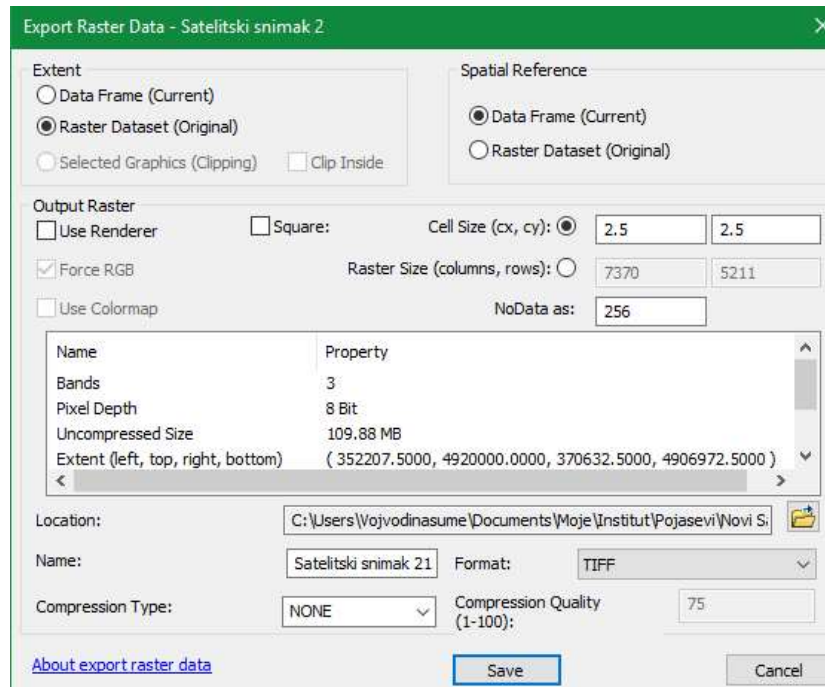 Export Raster Data - Satelitski snimak 2
Extent
Data Frame (Current)
Raster Dataset (Original)
Selected Graphics (Clipping) Clip Inside
Spatial Reference
Data Frame (Current)
Raster Dataset (Original)
Output Raster
Use Renderer Square: Cell Size (cx, cy): 2.5 2.5
Force RGB Raster Size (columns, rows): 7370 5211
Use Colormap NoData as: 256
Name Property
Bands 3
Pixel Depth 8 Bit
Uncompressed Size 109.88 MB
Extent (left, top, right, bottom) ( 352207.5000, 4920000.0000, 370632.5000, 4906972.5000 )
Location: C:\Users\Vojvodinasume\Documents\Moje\Institut\Pojasevi\Novi Sa
Name: Satelitski snimak 21 Format: TIFF
Compression Type: NONE Compression Quality (1-100): 75
About export raster data Save Cancel